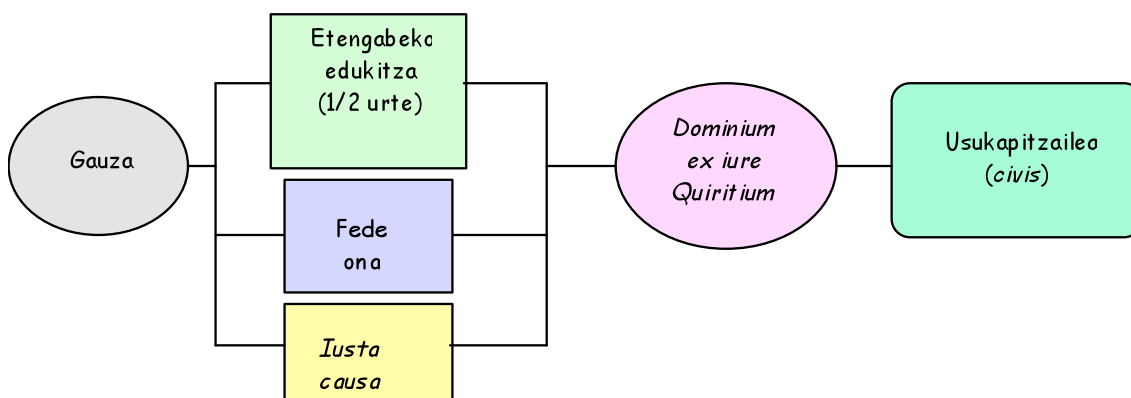 Gauza
Etengabeko
edukitza
(1/2 urte)
Fede
ona
Iusta
causa
Dominium
ex iure
Quiritium
Usukapitzailea
(civis)